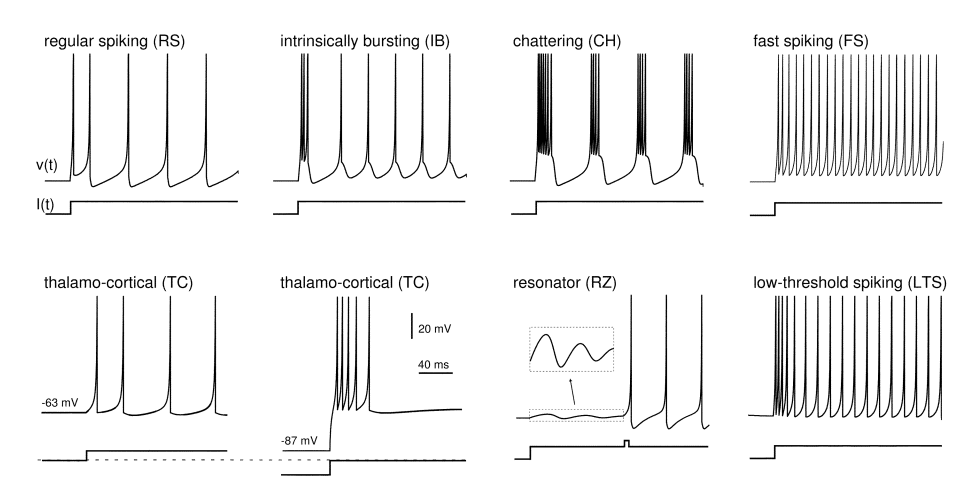 regular spiking (RS)
intrinsically bursting (IB)
chattering (CH)
fast spiking (FS)
v(t)
I(t)
thalamo-cortical (TC)
thalamo-cortical (TC)
resonator (RZ)
low-threshold spiking (LTS)
20 mV
40 ms
-63 mV
-87 mV